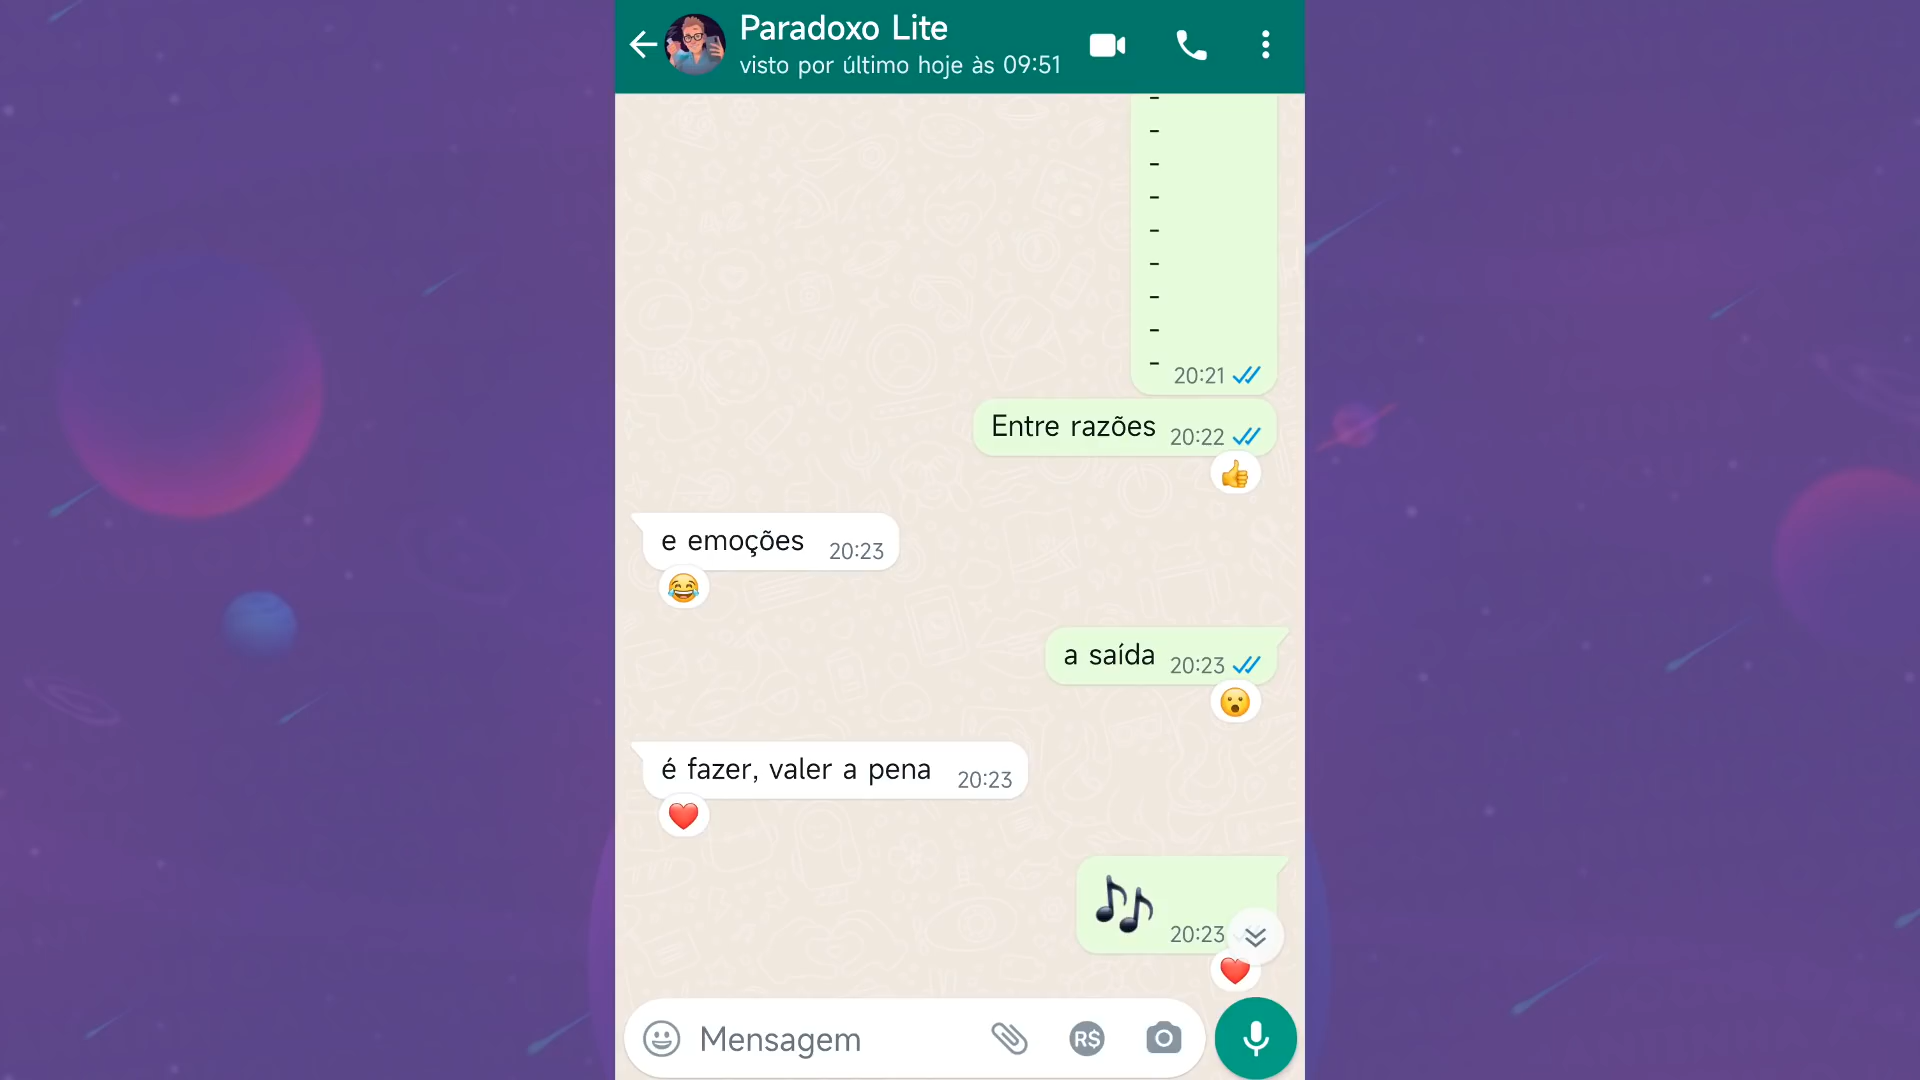 Paradoxo Lite
visto por último hoje às 09:51
-
-
-
-
-
-
-
-
-
20:21
Entre razões 20:22
e emoções 20:23
a saída 20:23
é fazer, valer a pena 20:23
20:23
Mensagem
R$